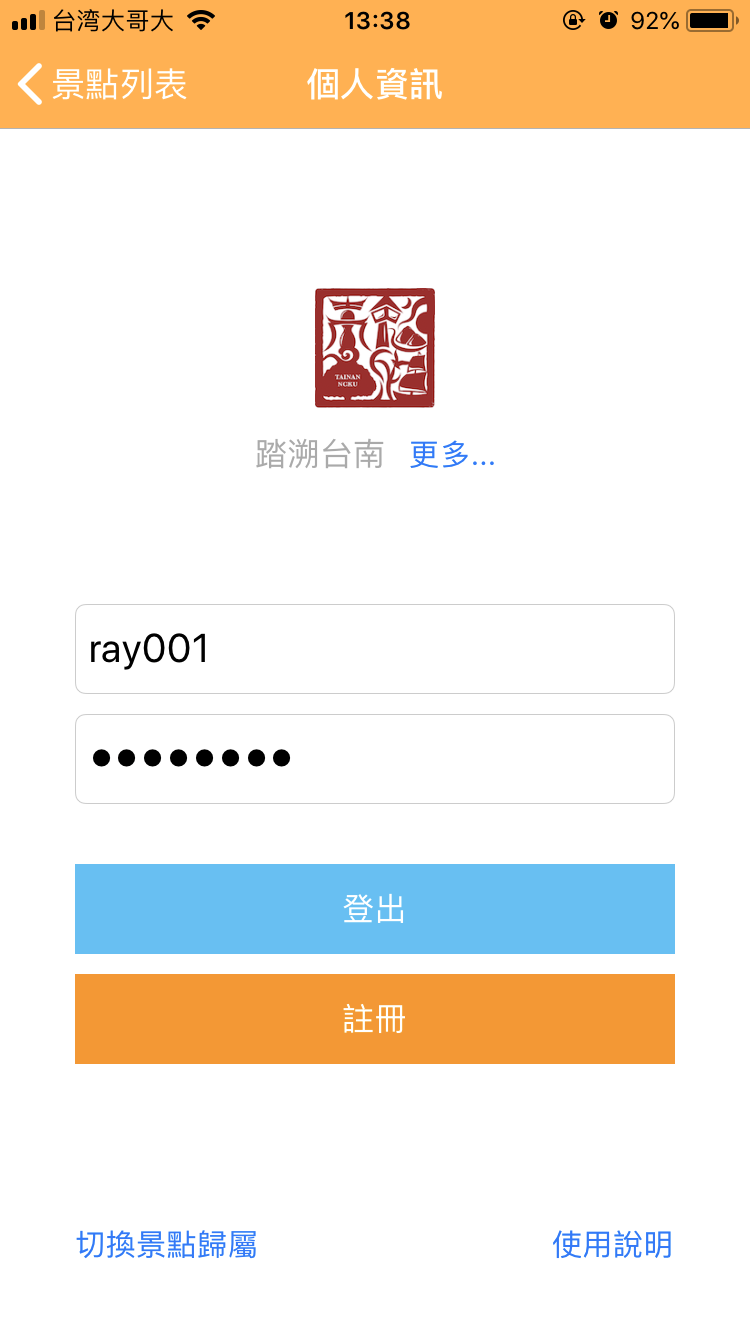 台湾大哥大 13:38 92%
景點列表 個人資訊
TAINAN
NCKU
踏溯台南 更多...
ray001
●●●●●●●●
登出
註冊
切換景點歸屬 使用說明